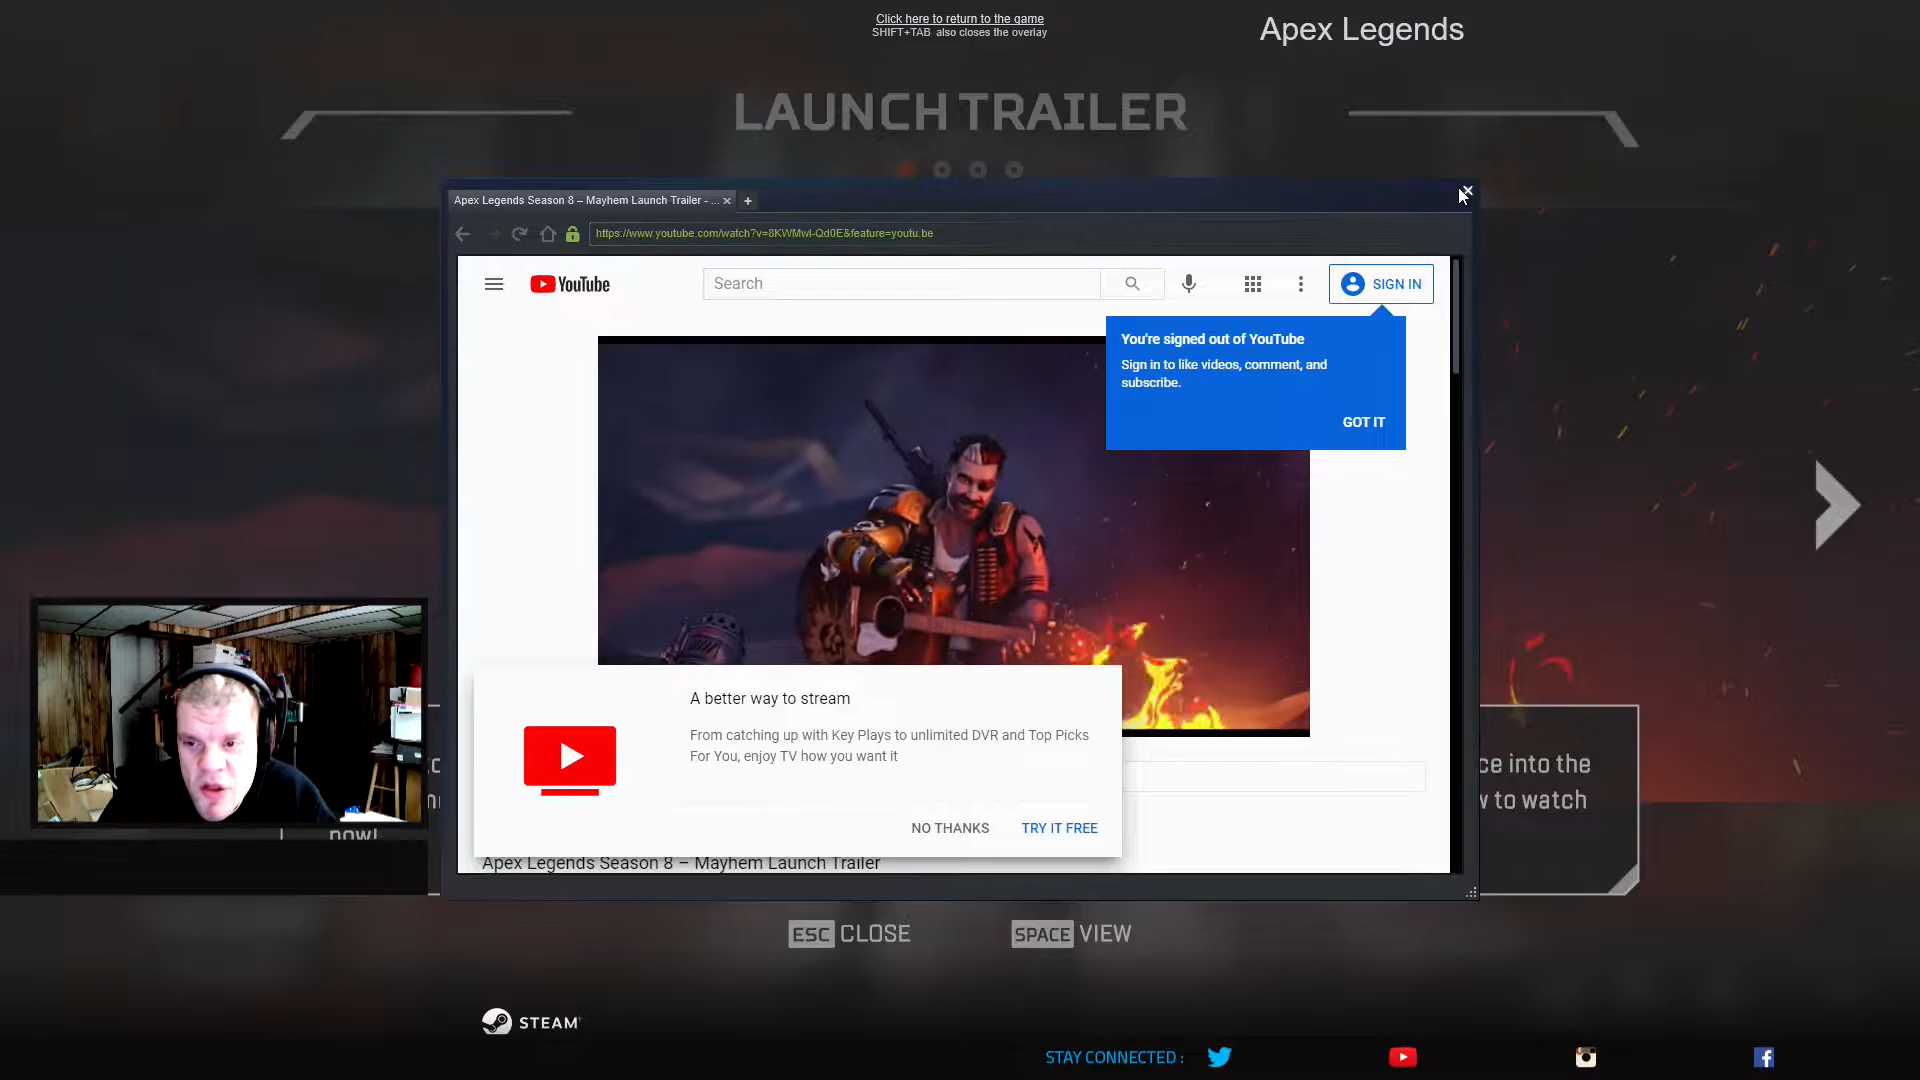 Click here to return to the game
SHIFT+TAB also closes the overlay
Apex Legends
LAUNCH TRAILER
Apex Legends Season 8 – Mayhem Launch Trailer - ...
https://www.youtube.com/watch?v=8KWMwI-Qd0E&feature=youtu.be
YouTube
Search
SIGN IN
You're signed out of YouTube
Sign in to like videos, comment, and
subscribe.
GOT IT
A better way to stream
From catching up with Key Plays to unlimited DVR and Top Picks
For You, enjoy TV how you want it
NO THANKS
TRY IT FREE
Apex Legends Season 8 – Mayhem Launch Trailer
ce into the
to watch
now!
ESC CLOSE
SPACE VIEW
STEAM
STAY CONNECTED :